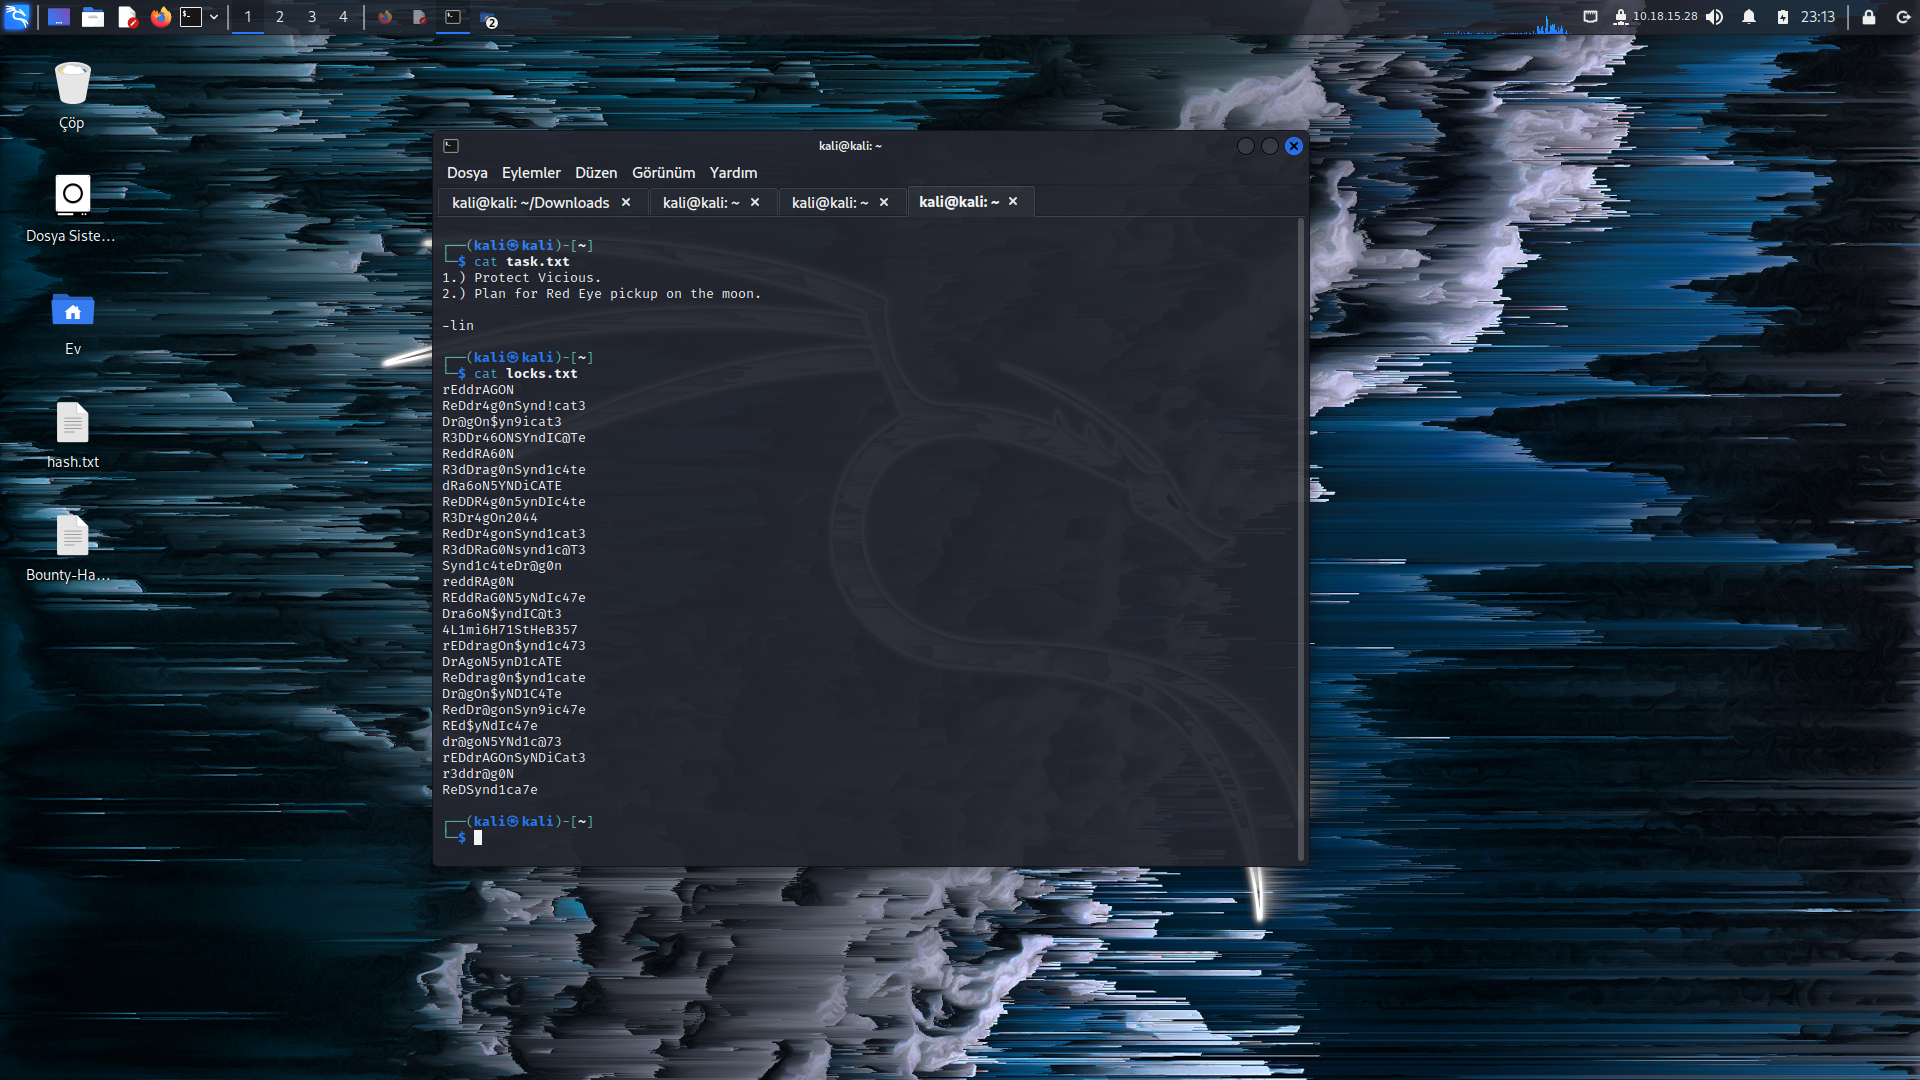 1 2 3 4 2 10.18.15.28 23:13
Çöp
Dosya Siste...
Ev
hash.txt
Bounty-Ha...
kali@kali: ~
Dosya Eylemler Düzen Görünüm Yardım
kali@kali: ~/Downloads kali@kali: ~ kali@kali: ~ kali@kali: ~
┌──(kali㉿kali)-[~]
└─$ cat task.txt
1.) Protect Vicious.
2.) Plan for Red Eye pickup on the moon.
-lin
┌──(kali㉿kali)-[~]
└─$ cat locks.txt
rEddrAGON
ReDdr4g0nSynd!cat3
Dr@gOn$yn9icat3
R3DDr46ONSYndIC@Te
ReddRA60N
R3dDrag0nSynd1c4te
dRa6oN5YNDiCATE
ReDDR4g0n5ynDIc4te
R3Dr4gOn2044
RedDr4gonSynd1cat3
R3dDRaG0Nsynd1c@T3
Synd1c4teDr@g0n
reddRAg0N
REddRaG0N5yNdIc47e
Dra6oN$yndIC@t3
4L1mi6H71StHeB357
rEDdragOn$ynd1c473
DrAgoN5ynD1cATE
ReDdrag0n$ynd1cate
Dr@gOn$yND1C4Te
RedDr@gonSyn9ic47e
REd$yNdIc47e
dr@goN5YNd1c@73
rEDdrAGOnSyNDiCat3
r3ddr@g0N
ReDSynd1ca7e
┌──(kali㉿kali)-[~]
└─$